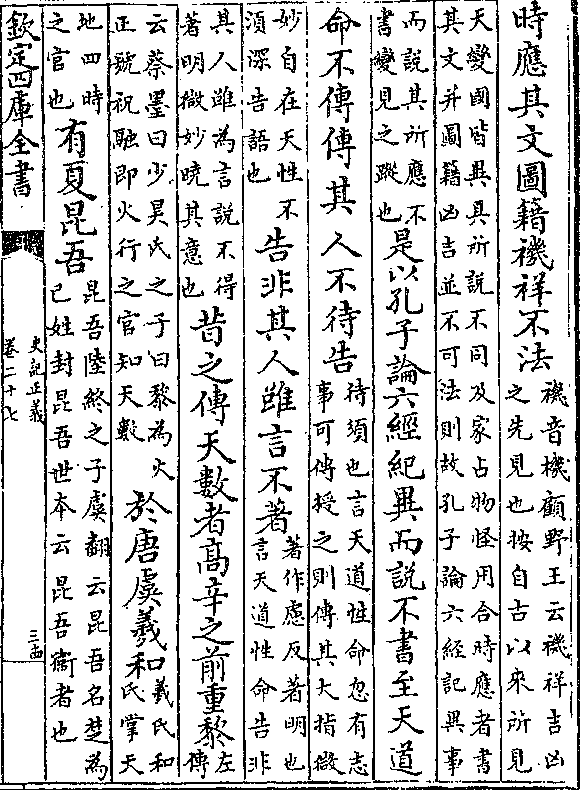 時應其文圖籍禨祥不法禨音機顧野王云禨祥吉凶之先見也按自古以來所見
天變國皆異具所說不同及家占物怪用合時應者書其文并圖籍凶吉並不可法則故孔子論六經記異事
而說其所應不書變見之蹤也是以孔子論六經紀異而說不書至天道
命不傳傳其人不待告待須也言天道性命忽有志事可傳授之則傳其大指微
妙自在天性不須深告語也告非其人雖言不著著作慮反著明也言天道性命告非
其人雖為言說不得著明微妙曉其意也昔之傳天數者高辛之前重黎左傳
云蔡墨曰少昊氏之子曰黎為火正號祝融即火行之官知天數於唐虞羲和羲氏和氏掌天
地四時之官也有夏昆吾昆吾陸終之子虞翻云昆吾名樊為己姓封昆吾世本云昆吾衞者也
欽定四庫全書
史記正義
卷二十七